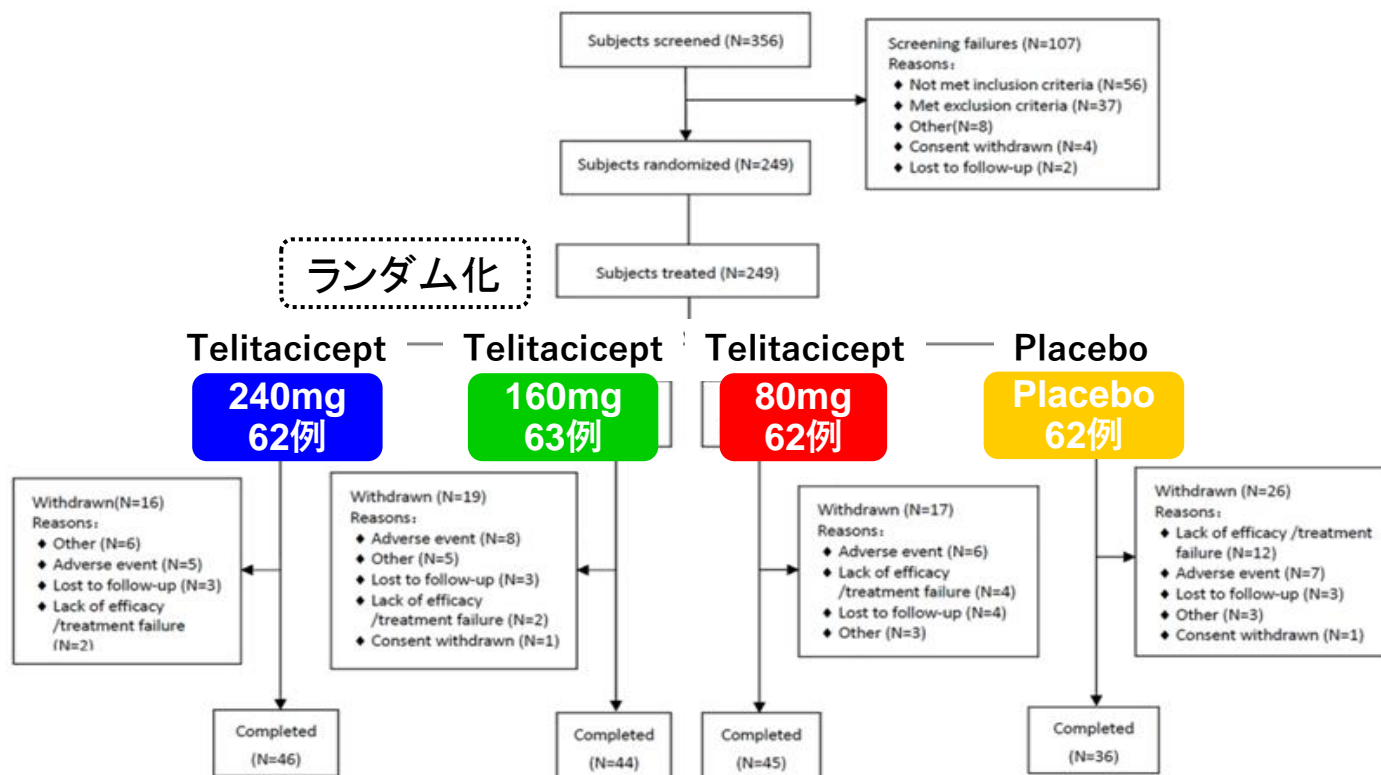 Subjects screened (N=356)
Screening failures (N=107)
Reasons：
◆ Not met inclusion criteria (N=56)
◆ Met exclusion criteria (N=37)
◆ Other(N=8)
◆ Consent withdrawn (N=4)
◆ Lost to follow-up (N=2)
Subjects randomized (N=249)
ランダム化
Subjects treated (N=249)
Telitacicept
240mg
62例
Telitacicept
160mg
63例
Telitacicept
80mg
62例
Placebo
Placebo
62例
Withdrawn(N=16)
Reasons：
◆ Other (N=6)
◆ Adverse event (N=5)
◆ Lost to follow-up (N=3)
◆ Lack of efficacy
/treatment failure
(N=2)
Withdrawn (N=19)
Reasons：
◆ Adverse event (N=8)
◆ Other (N=5)
◆ Lost to follow-up (N=3)
◆ Lack of efficacy
/treatment failure (N=2)
◆ Consent withdrawn (N=1)
Withdrawn (N=17)
Reasons：
◆ Adverse event (N=6)
◆ Lack of efficacy
/treatment failure (N=4)
◆ Lost to follow-up (N=4)
◆ Other (N=3)
Withdrawn (N=26)
Reasons：
◆ Lack of efficacy /treatment
failure (N=12)
◆ Adverse event (N=7)
◆ Lost to follow-up (N=3)
◆ Other (N=3)
◆ Consent withdrawn (N=1)
Completed
(N=46)
Completed
(N=44)
Completed
(N=45)
Completed
(N=36)